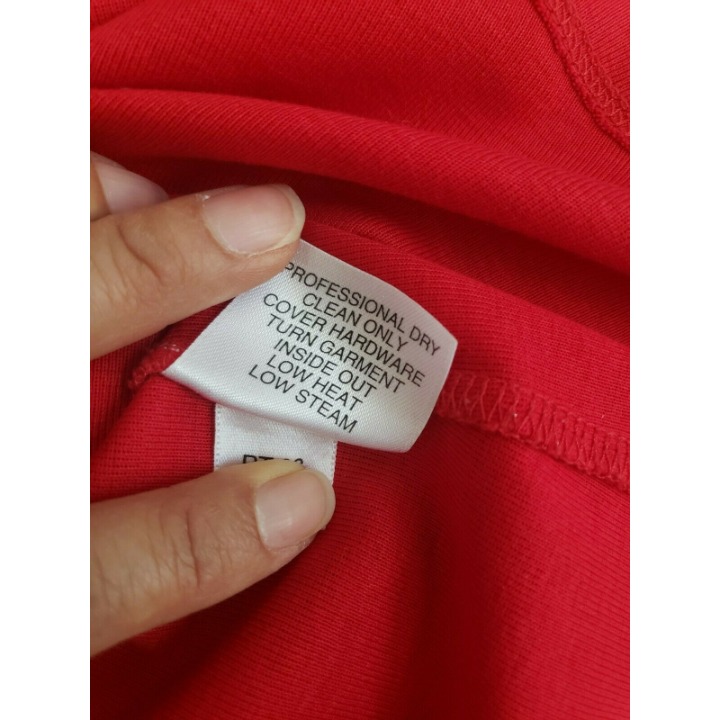 PROFESSIONAL DRY
CLEAN ONLY
COVER HARDWARE
TURN GARMENT
INSIDE OUT
LOW HEAT
LOW STEAM